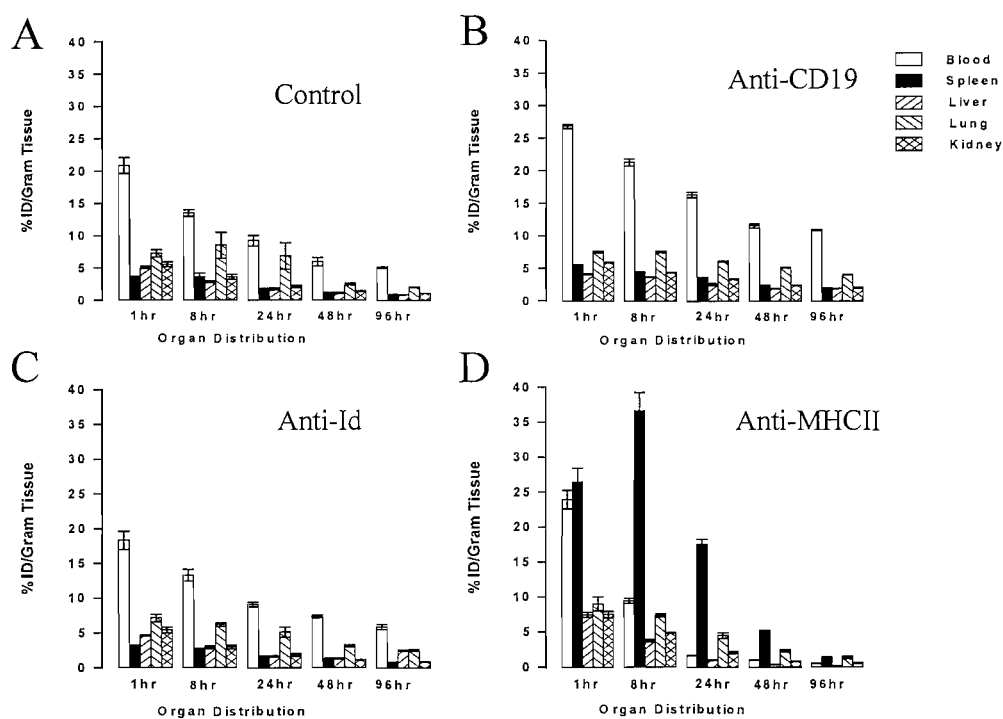 A
Control
40
35
30
25
20
15
10
5
0
%ID/Gram Tissue
1hr 8hr 24hr 48hr 96hr
Organ Distribution
B
Anti-CD19
40
35
30
25
20
15
10
5
0
%ID/Gram Tissue
1hr 8hr 24hr 48hr 96hr
Organ Distribution
Blood
Spleen
Liver
Lung
Kidney
C
Anti-Id
40
35
30
25
20
15
10
5
0
%ID/Gram Tissue
1hr 8hr 24hr 48hr 96hr
Organ Distribution
D
Anti-MHCII
40
35
30
25
20
15
10
5
0
%ID/Gram Tissue
1hr 8hr 24hr 48hr 96hr
Organ Distribution